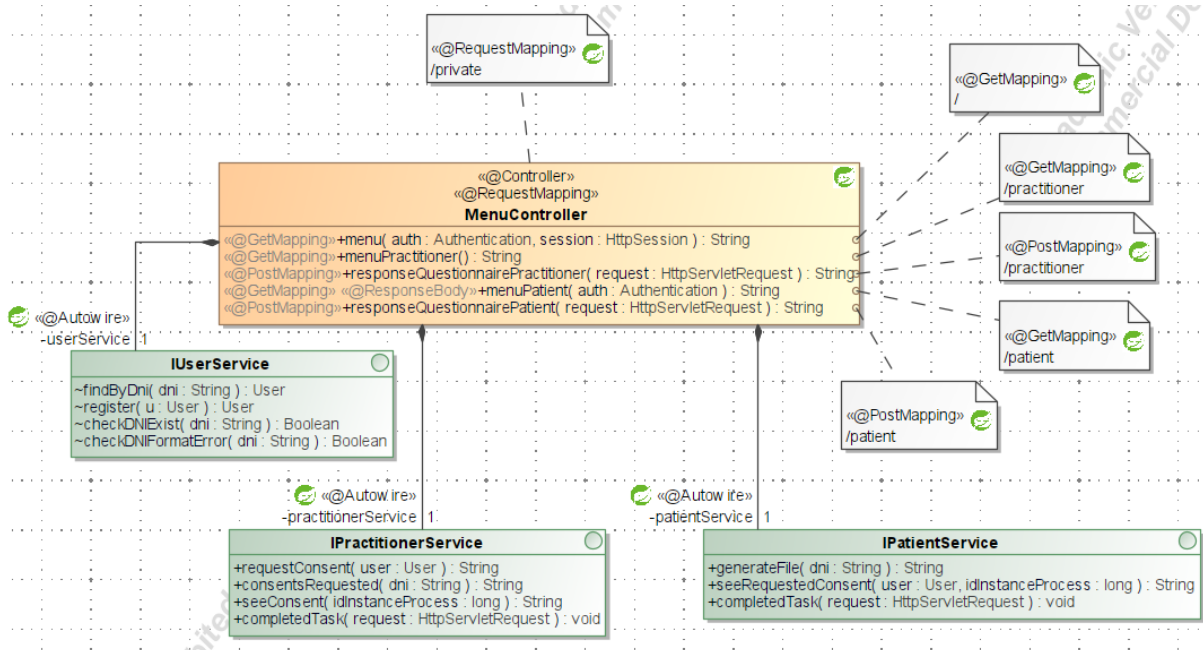 «@RequestMapping»
/private
«@GetMapping»
/
«@GetMapping»
/practitioner
«@PostMapping»
/practitioner
«@GetMapping»
/patient
«@PostMapping»
/patient
«@Controller»
«@RequestMapping»
MenuController
«@GetMapping»+menu( auth : Authentication, session : HttpSession ) : String
«@GetMapping»+menuPractitioner() : String
«@PostMapping»+responseQuestionnairePractitioner( request : HttpServletRequest ) : String
«@GetMapping» «@ResponseBody»+menuPatient( auth : Authentication ) : String
«@PostMapping»+responseQuestionnairePatient( request : HttpServletRequest ) : String
«@Autowire»
-userService 1
IUserService
~findByDni( dni : String ) : User
~register( u : User ) : User
~checkDNIExist( dni : String ) : Boolean
~checkDNIFormatError( dni : String ) : Boolean
«@Autowire»
-practitionerService 1
IPractitionerService
+requestConsent( user : User ) : String
+consentsRequested( dni : String ) : String
+seeConsent( idInstanceProcess : long ) : String
+completedTask( request : HttpServletRequest ) : void
«@Autowire»
-patientService 1
IPatientService
+generateFile( dni : String ) : String
+seeRequestedConsent( user : User, idInstanceProcess : long ) : String
+completedTask( request : HttpServletRequest ) : void